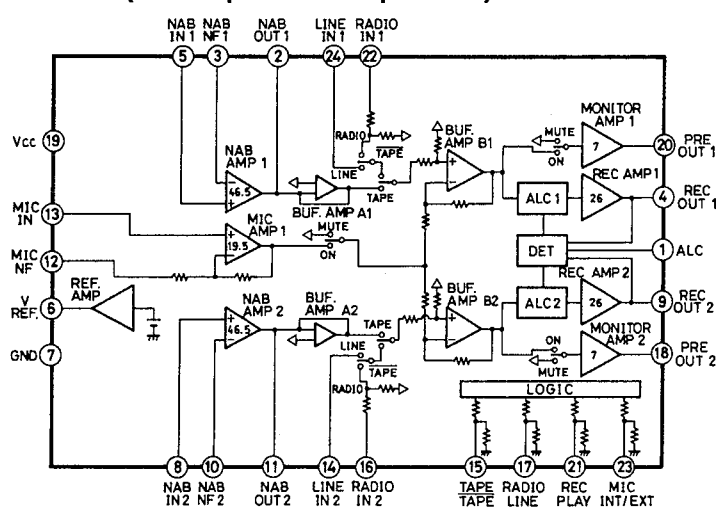 NAB NAB NAB LINE RADIO
IN 1 NF1 OUT 1 IN 1 IN 1
5 3 2 24 22
Vcc 19
MIC IN 13
MIC NF 12
V REF. 6
GND 7
NAB AMP 1
46.5
MIC AMP 1
19.5
REF. AMP
NAB AMP 2
46.5
RADIO
TAPE
LINE
TAPE
BUF. AMP A1
MUTE
ON
BUF. AMP A2
LINE
TAPE
TAPE
RADIO
BUF. AMP B1
BUF. AMP B2
MUTE
ON
MONITOR AMP 1
7
REC AMP 1
ALC 1
26
DET
REC AMP 2
ALC 2
26
ON
MUTE
MONITOR AMP 2
7
LOGIC
20 PRE OUT 1
4 REC OUT 1
1 ALC
9 REC OUT 2
18 PRE OUT 2
8 10 11 14 16 15 17 21 23
NAB NAB NAB LINE RADIO TAPE RADIO REC MIC
IN 2 NF 2 OUT 2 IN 2 IN 2 TAPE LINE PLAY INT/EXT